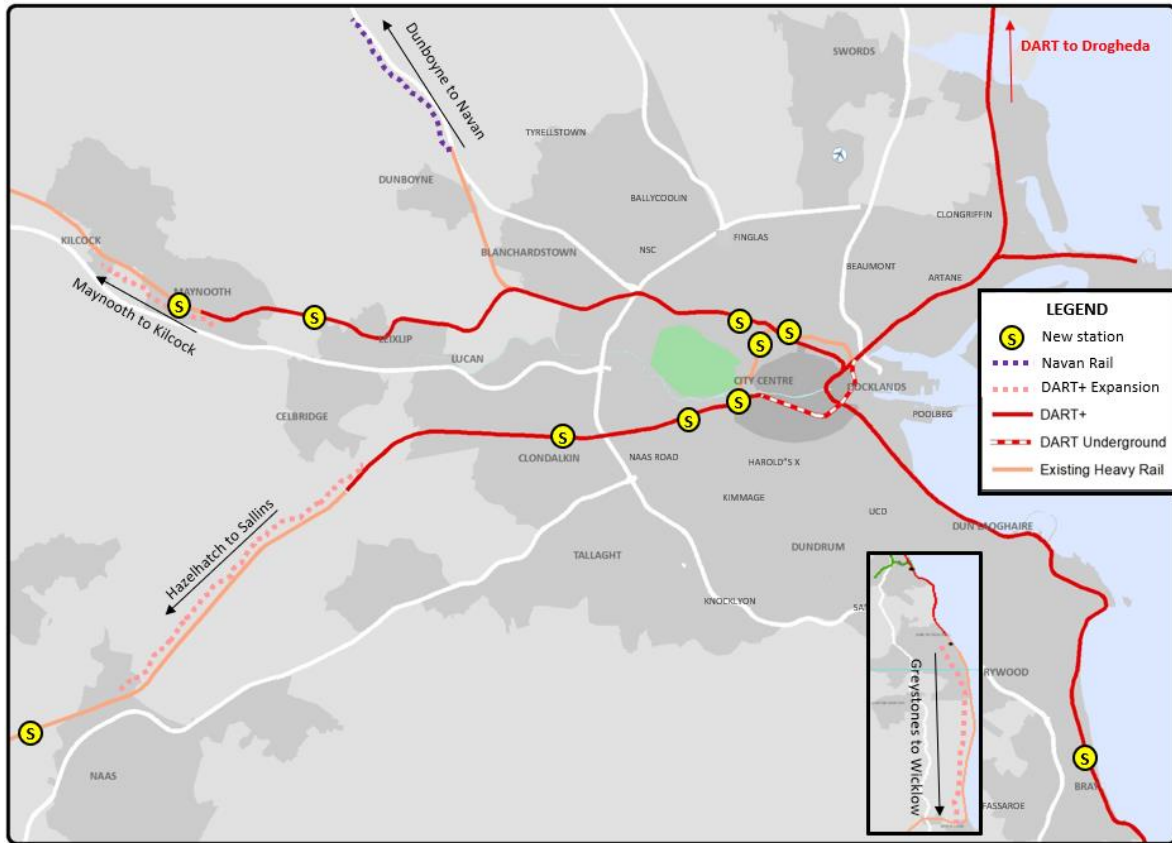 DART to Drogheda
Dunboyne to Navan
SWORDS
TYRELLSTOWN
DUNBOYNE
BALLYCOOLIN
CLONGRIFFIN
KILCOCK
BLANCHARDSTOWN
NSC
FINGLAS
BEAUMONT
ARTANE
MAYNOOTH
Maynooth to Kilcock
S
S
S
S
S
LEIXLIP
LUCAN
CITY CENTRE
DOCKLANDS
CELBRIDGE
POOLBEG
S
S
S
CLONDALKIN
NAAS ROAD
HAROLD"S X
KIMMAGE
UCD
DUN LAOGHAIRE
Hazelhatch to Sallins
TALLAGHT
DUNDRUM
KNOCKLYON
SAN
RYWOOD
Greystones to Wicklow
S
NAAS
S
BRAY
FASSAROE
LEGEND
S New station
Navan Rail
DART+ Expansion
DART+
DART Underground
Existing Heavy Rail